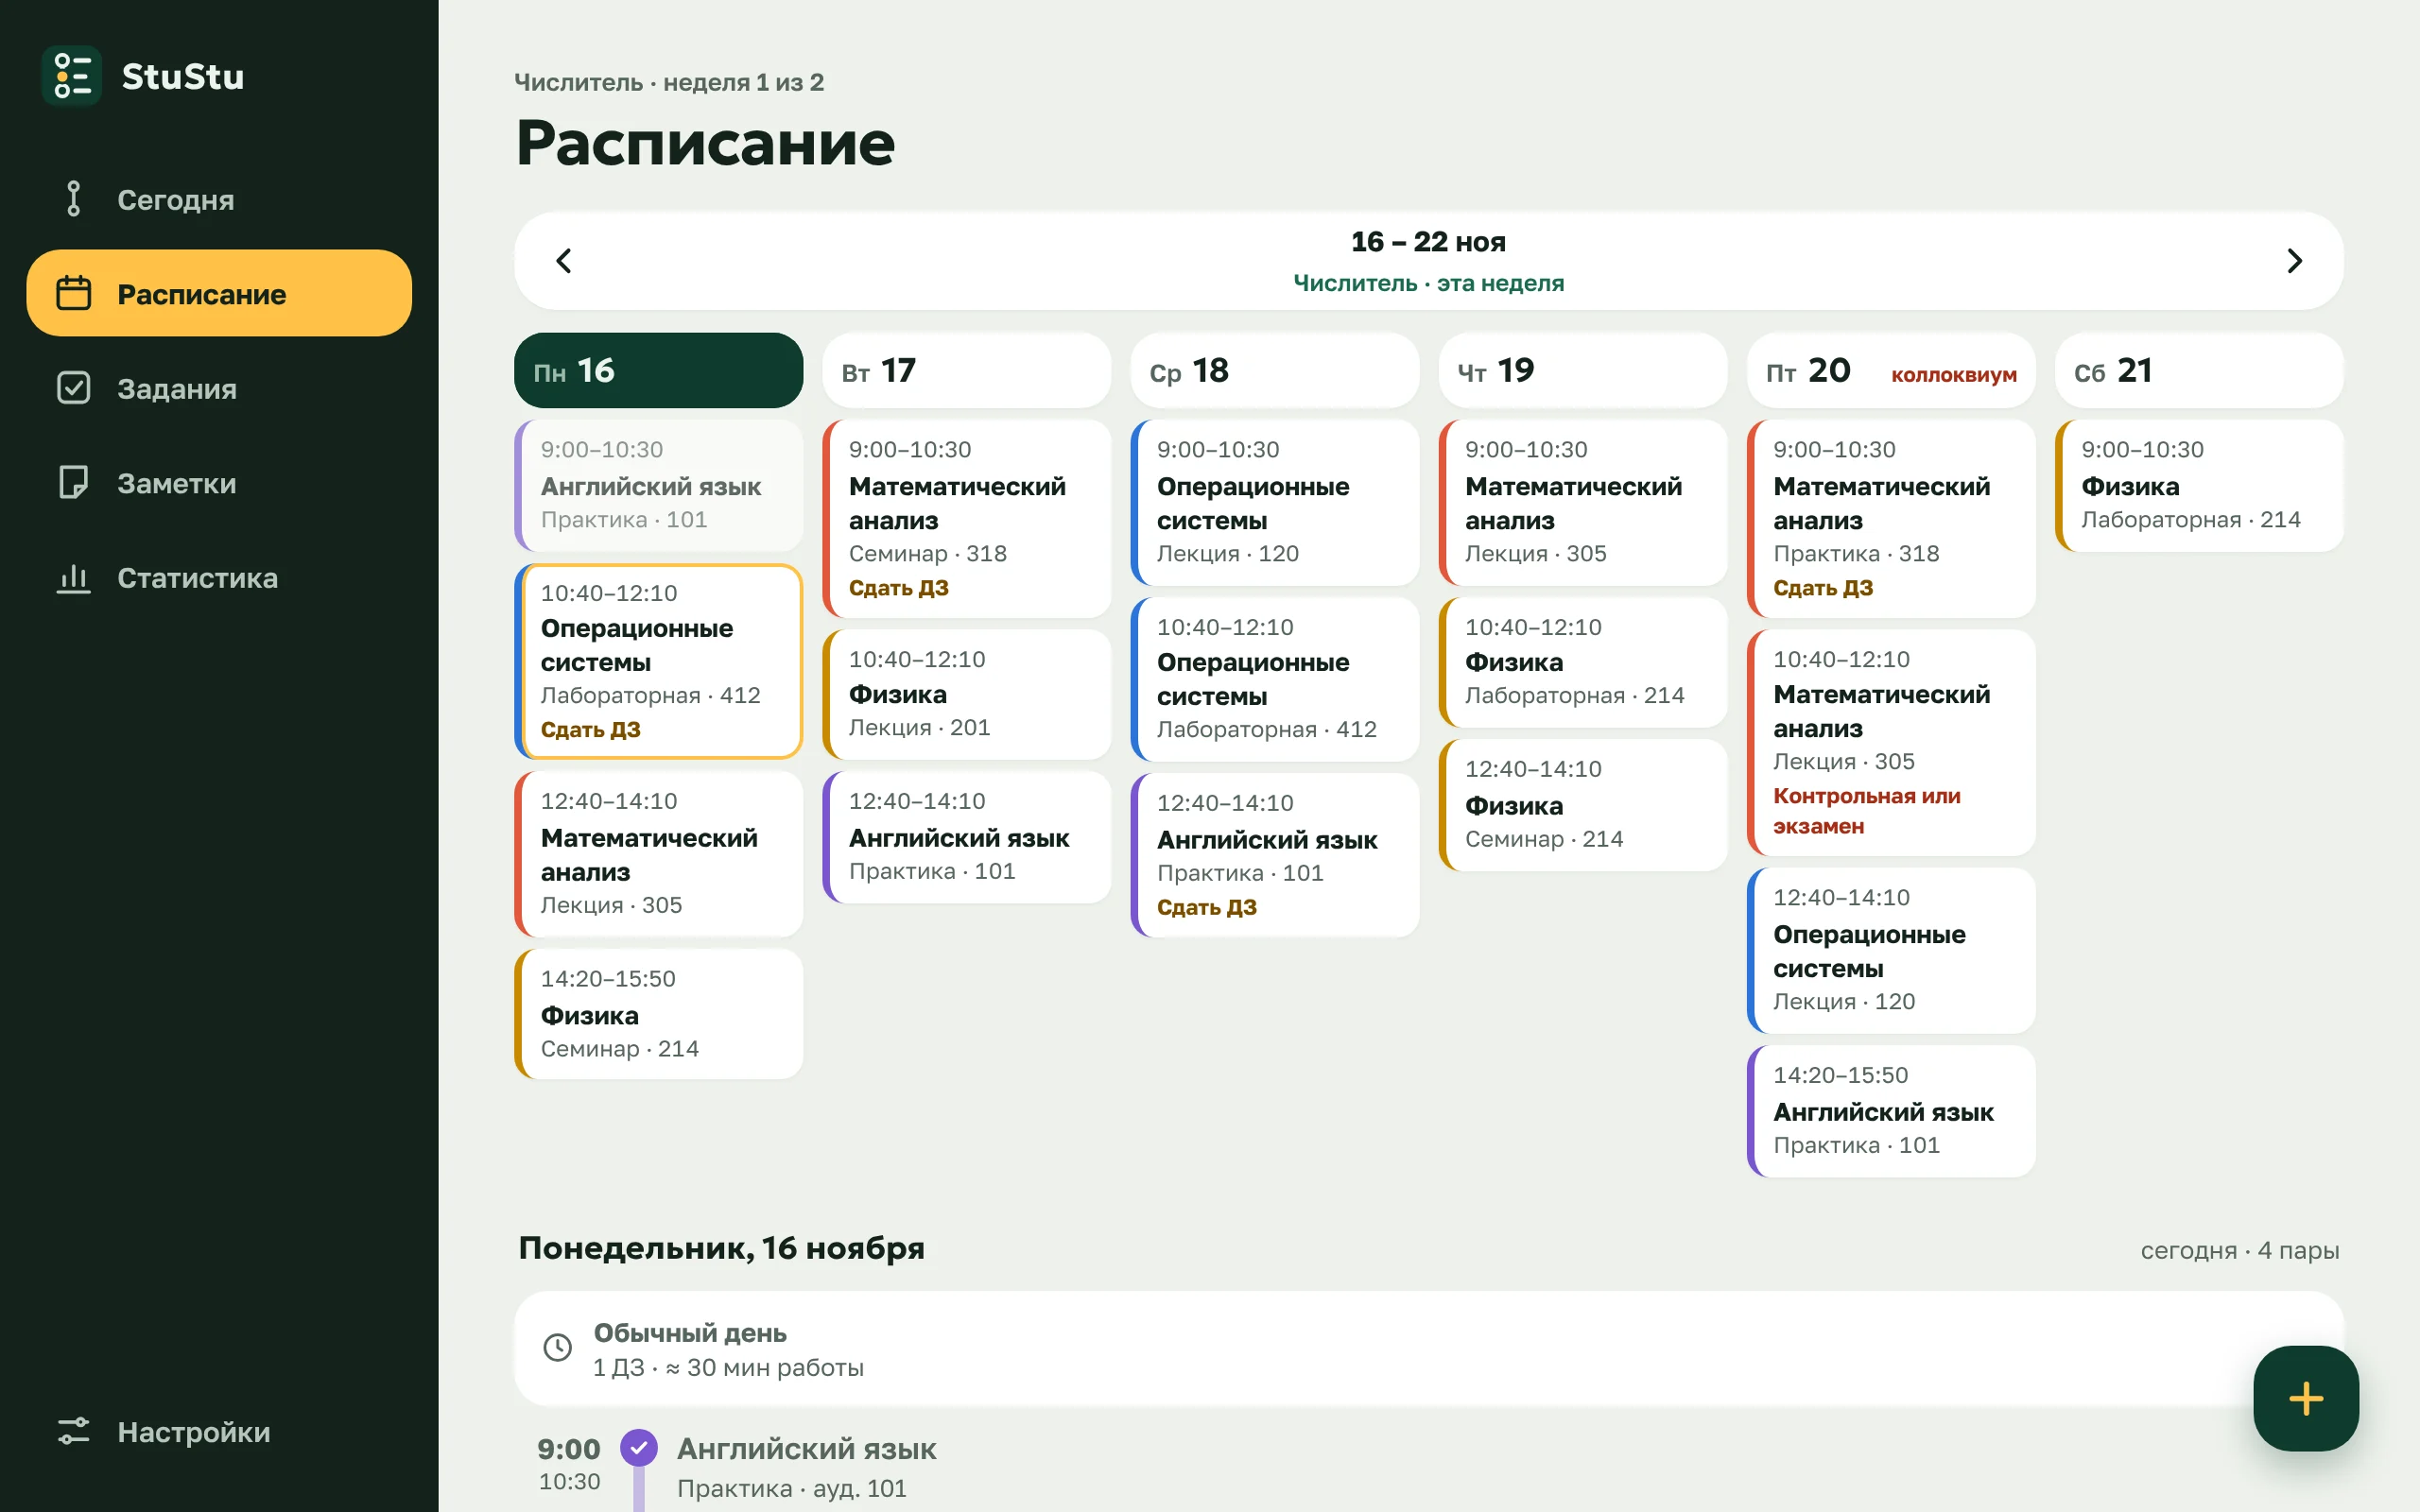 StuStu
Сегодня
Расписание
Задания
Заметки
Статистика
Настройки
Числитель · неделя 1 из 2
Расписание
16 – 22 ноя
Числитель · эта неделя
Пн 16
9:00–10:30
Английский язык
Практика · 101
10:40–12:10
Операционные
системы
Лабораторная · 412
Сдать ДЗ
12:40–14:10
Математический
анализ
Лекция · 305
14:20–15:50
Физика
Семинар · 214
Вт 17
9:00–10:30
Математический
анализ
Семинар · 318
Сдать ДЗ
10:40–12:10
Физика
Лекция · 201
12:40–14:10
Английский язык
Практика · 101
Ср 18
9:00–10:30
Операционные
системы
Лекция · 120
10:40–12:10
Операционные
системы
Лабораторная · 412
12:40–14:10
Английский язык
Практика · 101
Сдать ДЗ
Чт 19
9:00–10:30
Математический
анализ
Лекция · 305
10:40–12:10
Физика
Лабораторная · 214
12:40–14:10
Физика
Семинар · 214
Пт 20 коллоквиум
9:00–10:30
Математический
анализ
Практика · 318
Сдать ДЗ
10:40–12:10
Математический
анализ
Лекция · 305
Контрольная или
экзамен
12:40–14:10
Операционные
системы
Лекция · 120
14:20–15:50
Английский язык
Практика · 101
Сб 21
9:00–10:30
Физика
Лабораторная · 214
Понедельник, 16 ноября
сегодня · 4 пары
Обычный день
1 ДЗ · ≈ 30 мин работы
9:00
10:30
Английский язык
Практика · ауд. 101